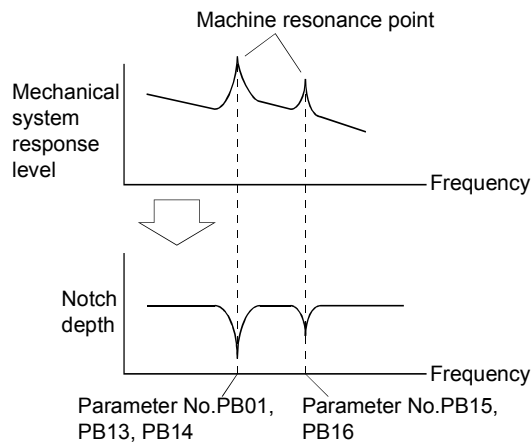 Machine resonance point
Mechanical
system
response
level
Frequency
Notch
depth
Frequency
Parameter No.PB01,
PB13, PB14
Parameter No.PB15,
PB16